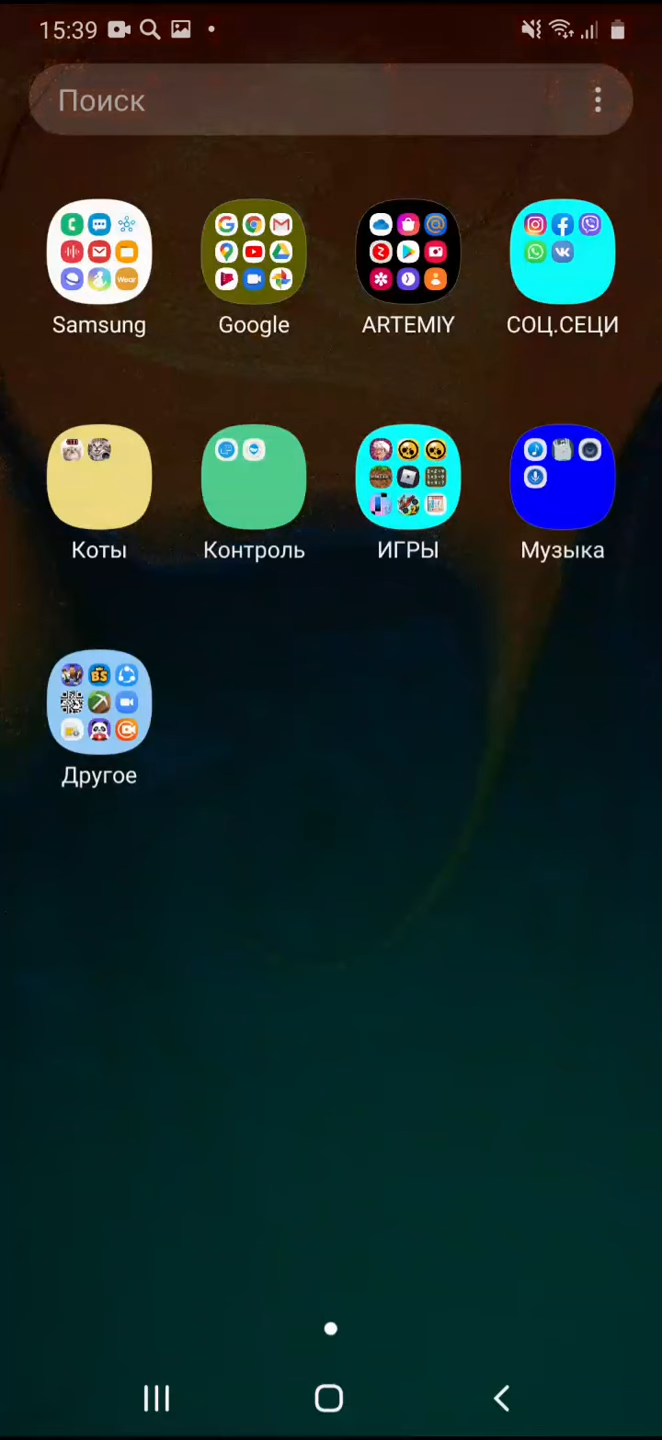 15:39
Поиск
Samsung
Google
ARTEMIY
СОЦ.СЕЦИ
Коты
Контроль
ИГРЫ
Музыка
Другое